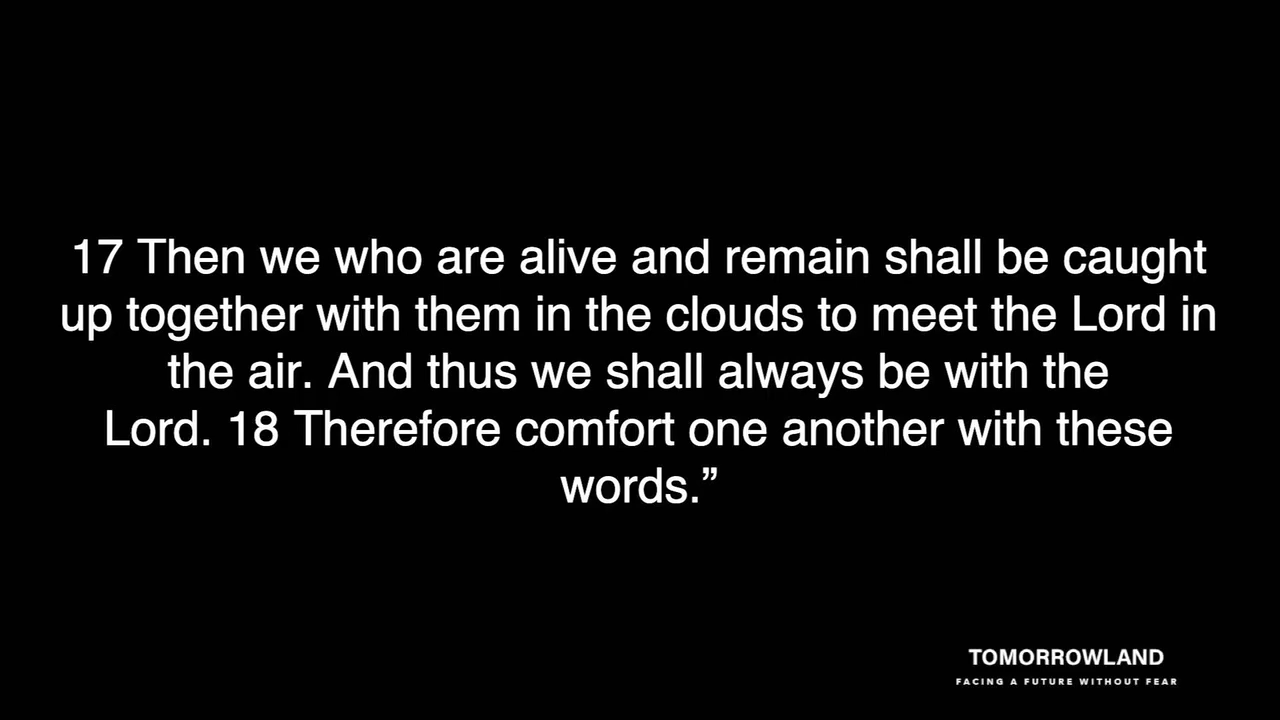 17 Then we who are alive and remain shall be caught
up together with them in the clouds to meet the Lord in
the air. And thus we shall always be with the
Lord. 18 Therefore comfort one another with these
words.”
TOMORROWLAND
FACING A FUTURE WITHOUT FEAR